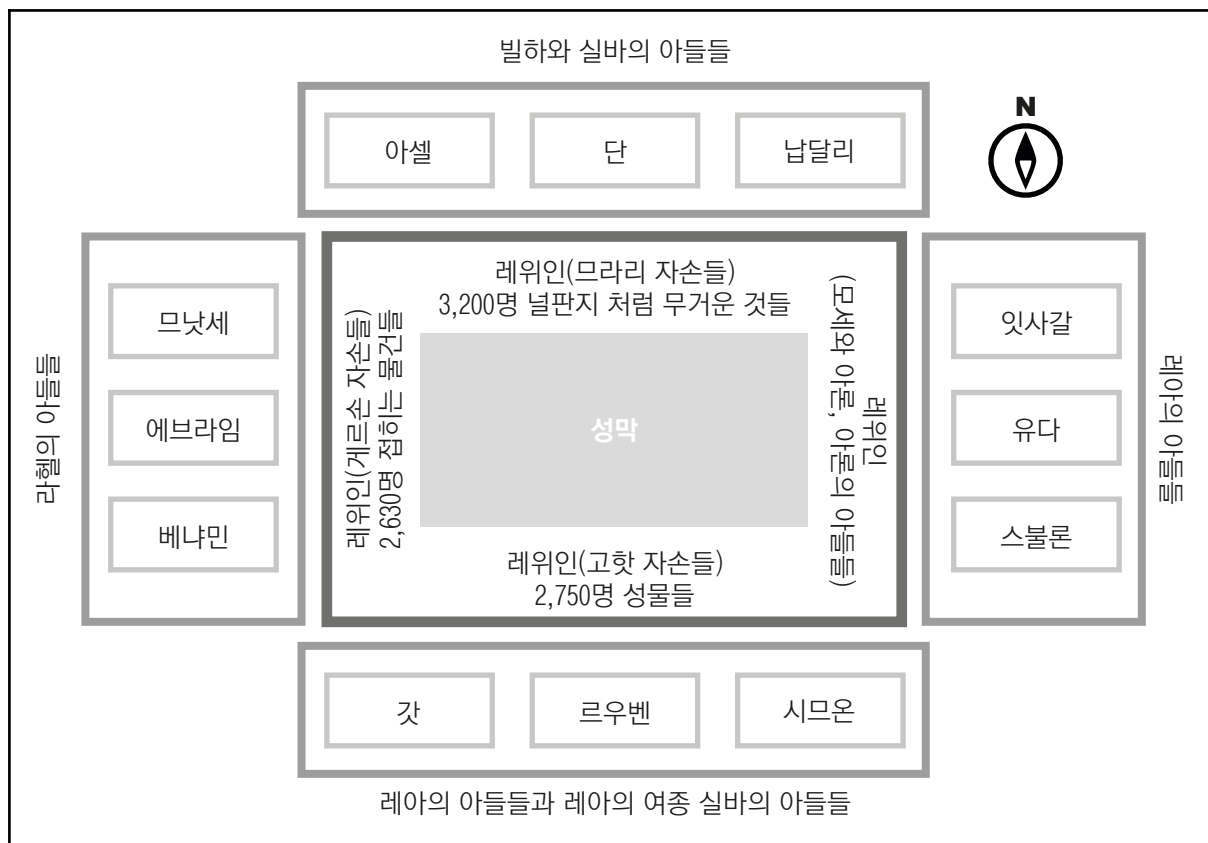 빌하와 실바의 아들들
아셀
단
납달리
N
레위인(므라리 자손들)
3,200명 널판지 처럼 무거운 것들
라헬의 아들들
므낫세
에브라임
베냐민
레위인(게르손 자손들)
2,630명 접히는 물건들
성막
레위인
(모세와 아론, 아론의 아들들)
잇사갈
유다
스불론
레아의 아들들
레위인(고핫 자손들)
2,750명 성물들
갓
르우벤
시므온
레아의 아들들과 레아의 여종 실바의 아들들